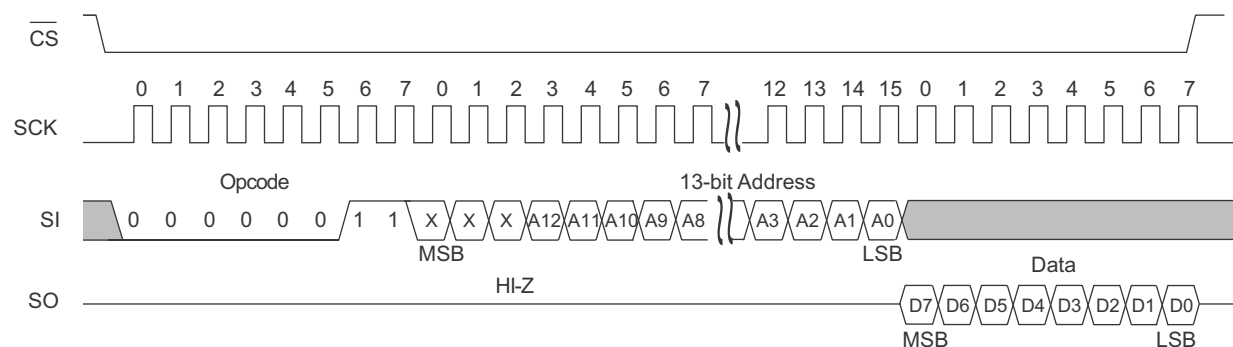 CS
0 1 2 3 4 5 6 7 0 1 2 3 4 5 6 7 12 13 14 15 0 1 2 3 4 5 6 7
SCK
Opcode 13-bit Address
SI 0 0 0 0 0 0 1 1 X X X A12 A11 A10 A9 A8 A3 A2 A1 A0
MSB LSB
HI-Z Data
SO D7 D6 D5 D4 D3 D2 D1 D0
MSB LSB